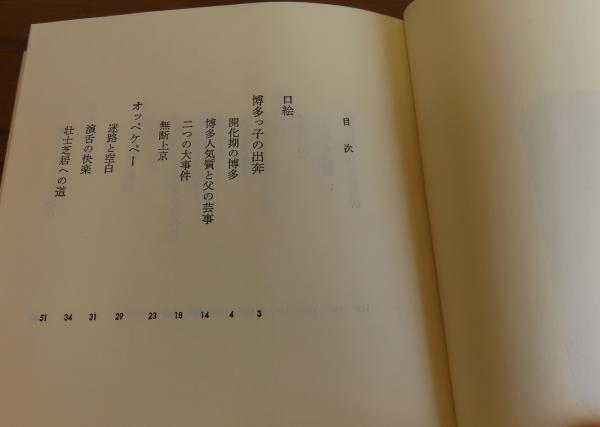 目次
口絵
博多っ子の出奔 3
開化期の博多 4
博多人気質と父の芸事 14
二つの大事件 18
無断上京 23
オッペケペー 29
迷路と空白 31
演舌の快楽 34
壮士芝居への道 51